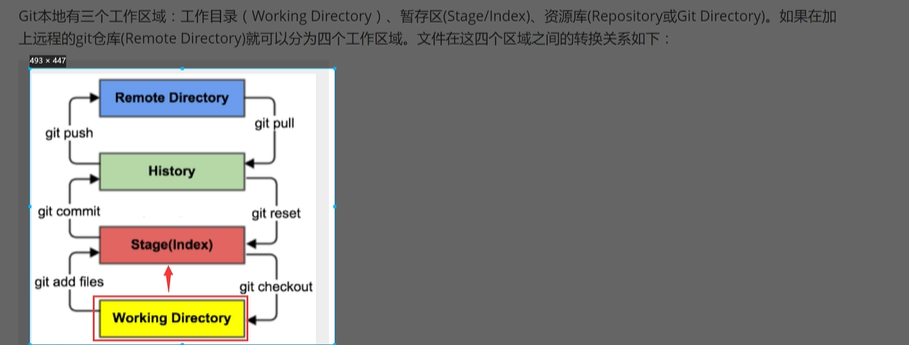 Git本地有三个工作区域：工作目录（Working Directory）、暂存区(Stage/Index)、资源库(Repository或Git Directory)。如果在加
上远程的git仓库(Remote Directory)就可以分为四个工作区域。文件在这四个区域之间的转换关系如下：
493 × 447
Remote Directory
git push
git pull
History
git commit
git reset
Stage(Index)
git add files
git checkout
Working Directory